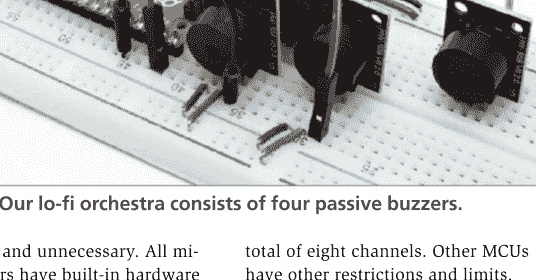 Our lo-fi orchestra consists of four passive buzzers.
and unnecessary. All mi-
rs have built-in hardware
total of eight channels. Other MCUs
have other restrictions and limits.